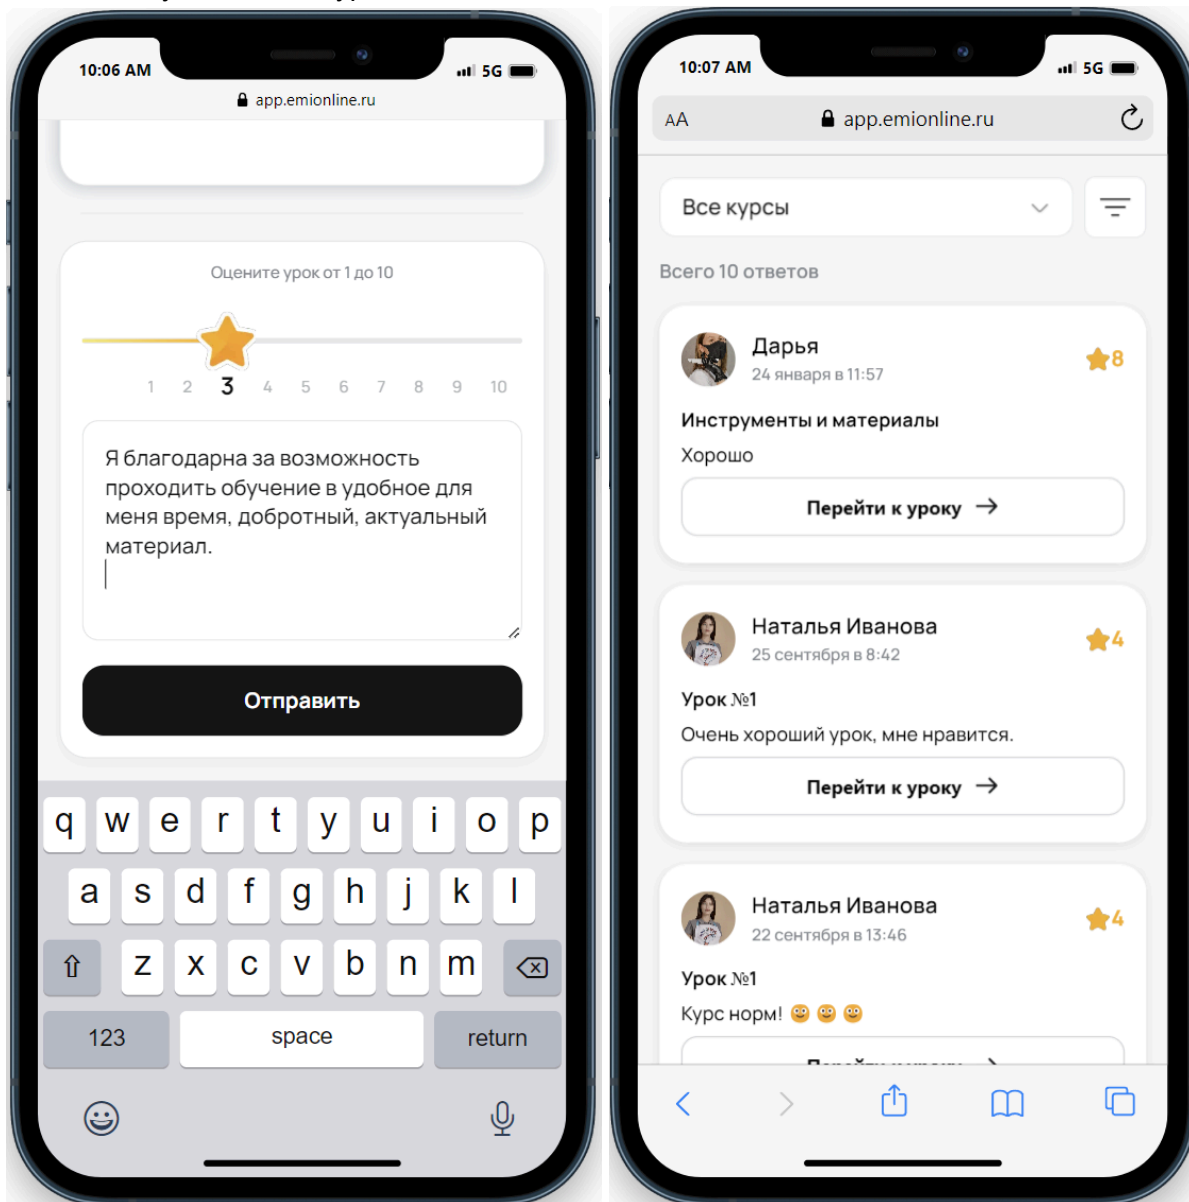 10:06 AM
5G
app.emionline.ru
Оцените урок от 1 до 10
1 2 3 4 5 6 7 8 9 10
Я благодарна за возможность
проходить обучение в удобное для
меня время, добротный, актуальный
материал.
Отправить
q w e r t y u i o p
a s d f g h j k l
z x c v b n m
123 space return
10:07 AM
5G
AA app.emionline.ru
Все курсы
Всего 10 ответов
Дарья
8
24 января в 11:57
Инструменты и материалы
Хорошо
Перейти к уроку →
Наталья Иванова
4
25 сентября в 8:42
Урок №1
Очень хороший урок, мне нравится.
Перейти к уроку →
Наталья Иванова
4
22 сентября в 13:46
Урок №1
Курс норм! 🙂 🙂 🙂